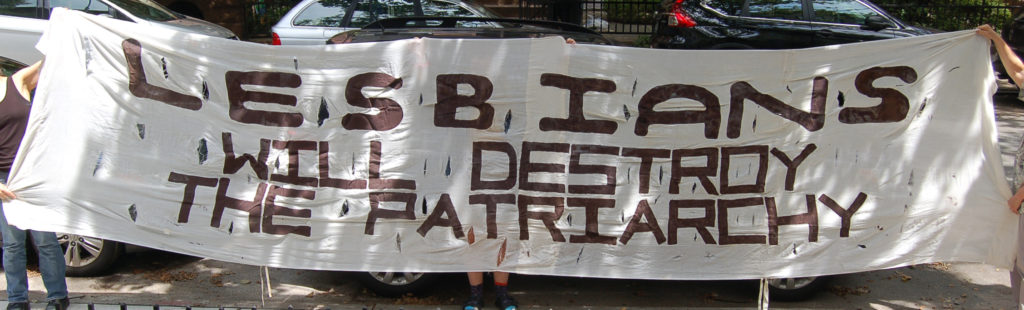 LESBIANS
WILL DESTROY
THE PATRIARCHY